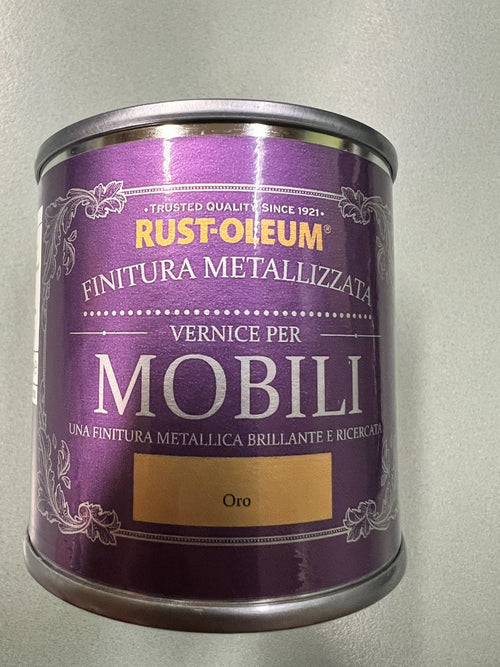 •TRUSTED QUALITY SINCE 1921•
RUST-OLEUM®
FINITURA METALLIZZATA
VERNICE PER
MOBILI
UNA FINITURA METALLICA BRILLANTE E RICERCATA
Oro